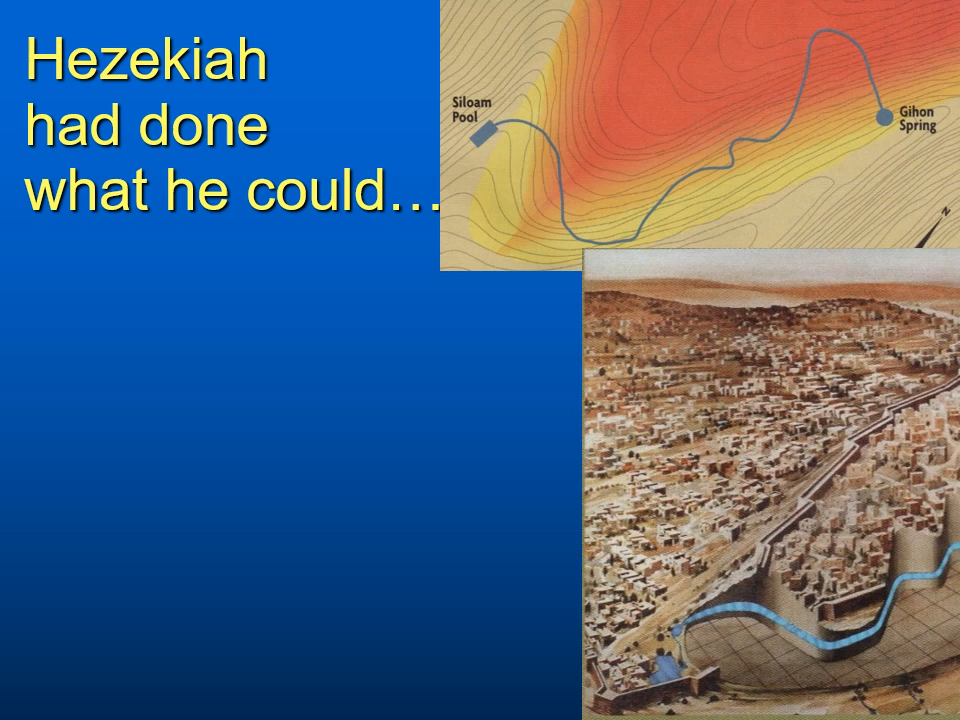 Hezekiah
had done
what he could…
Siloam
Pool
Gihon
Spring
N